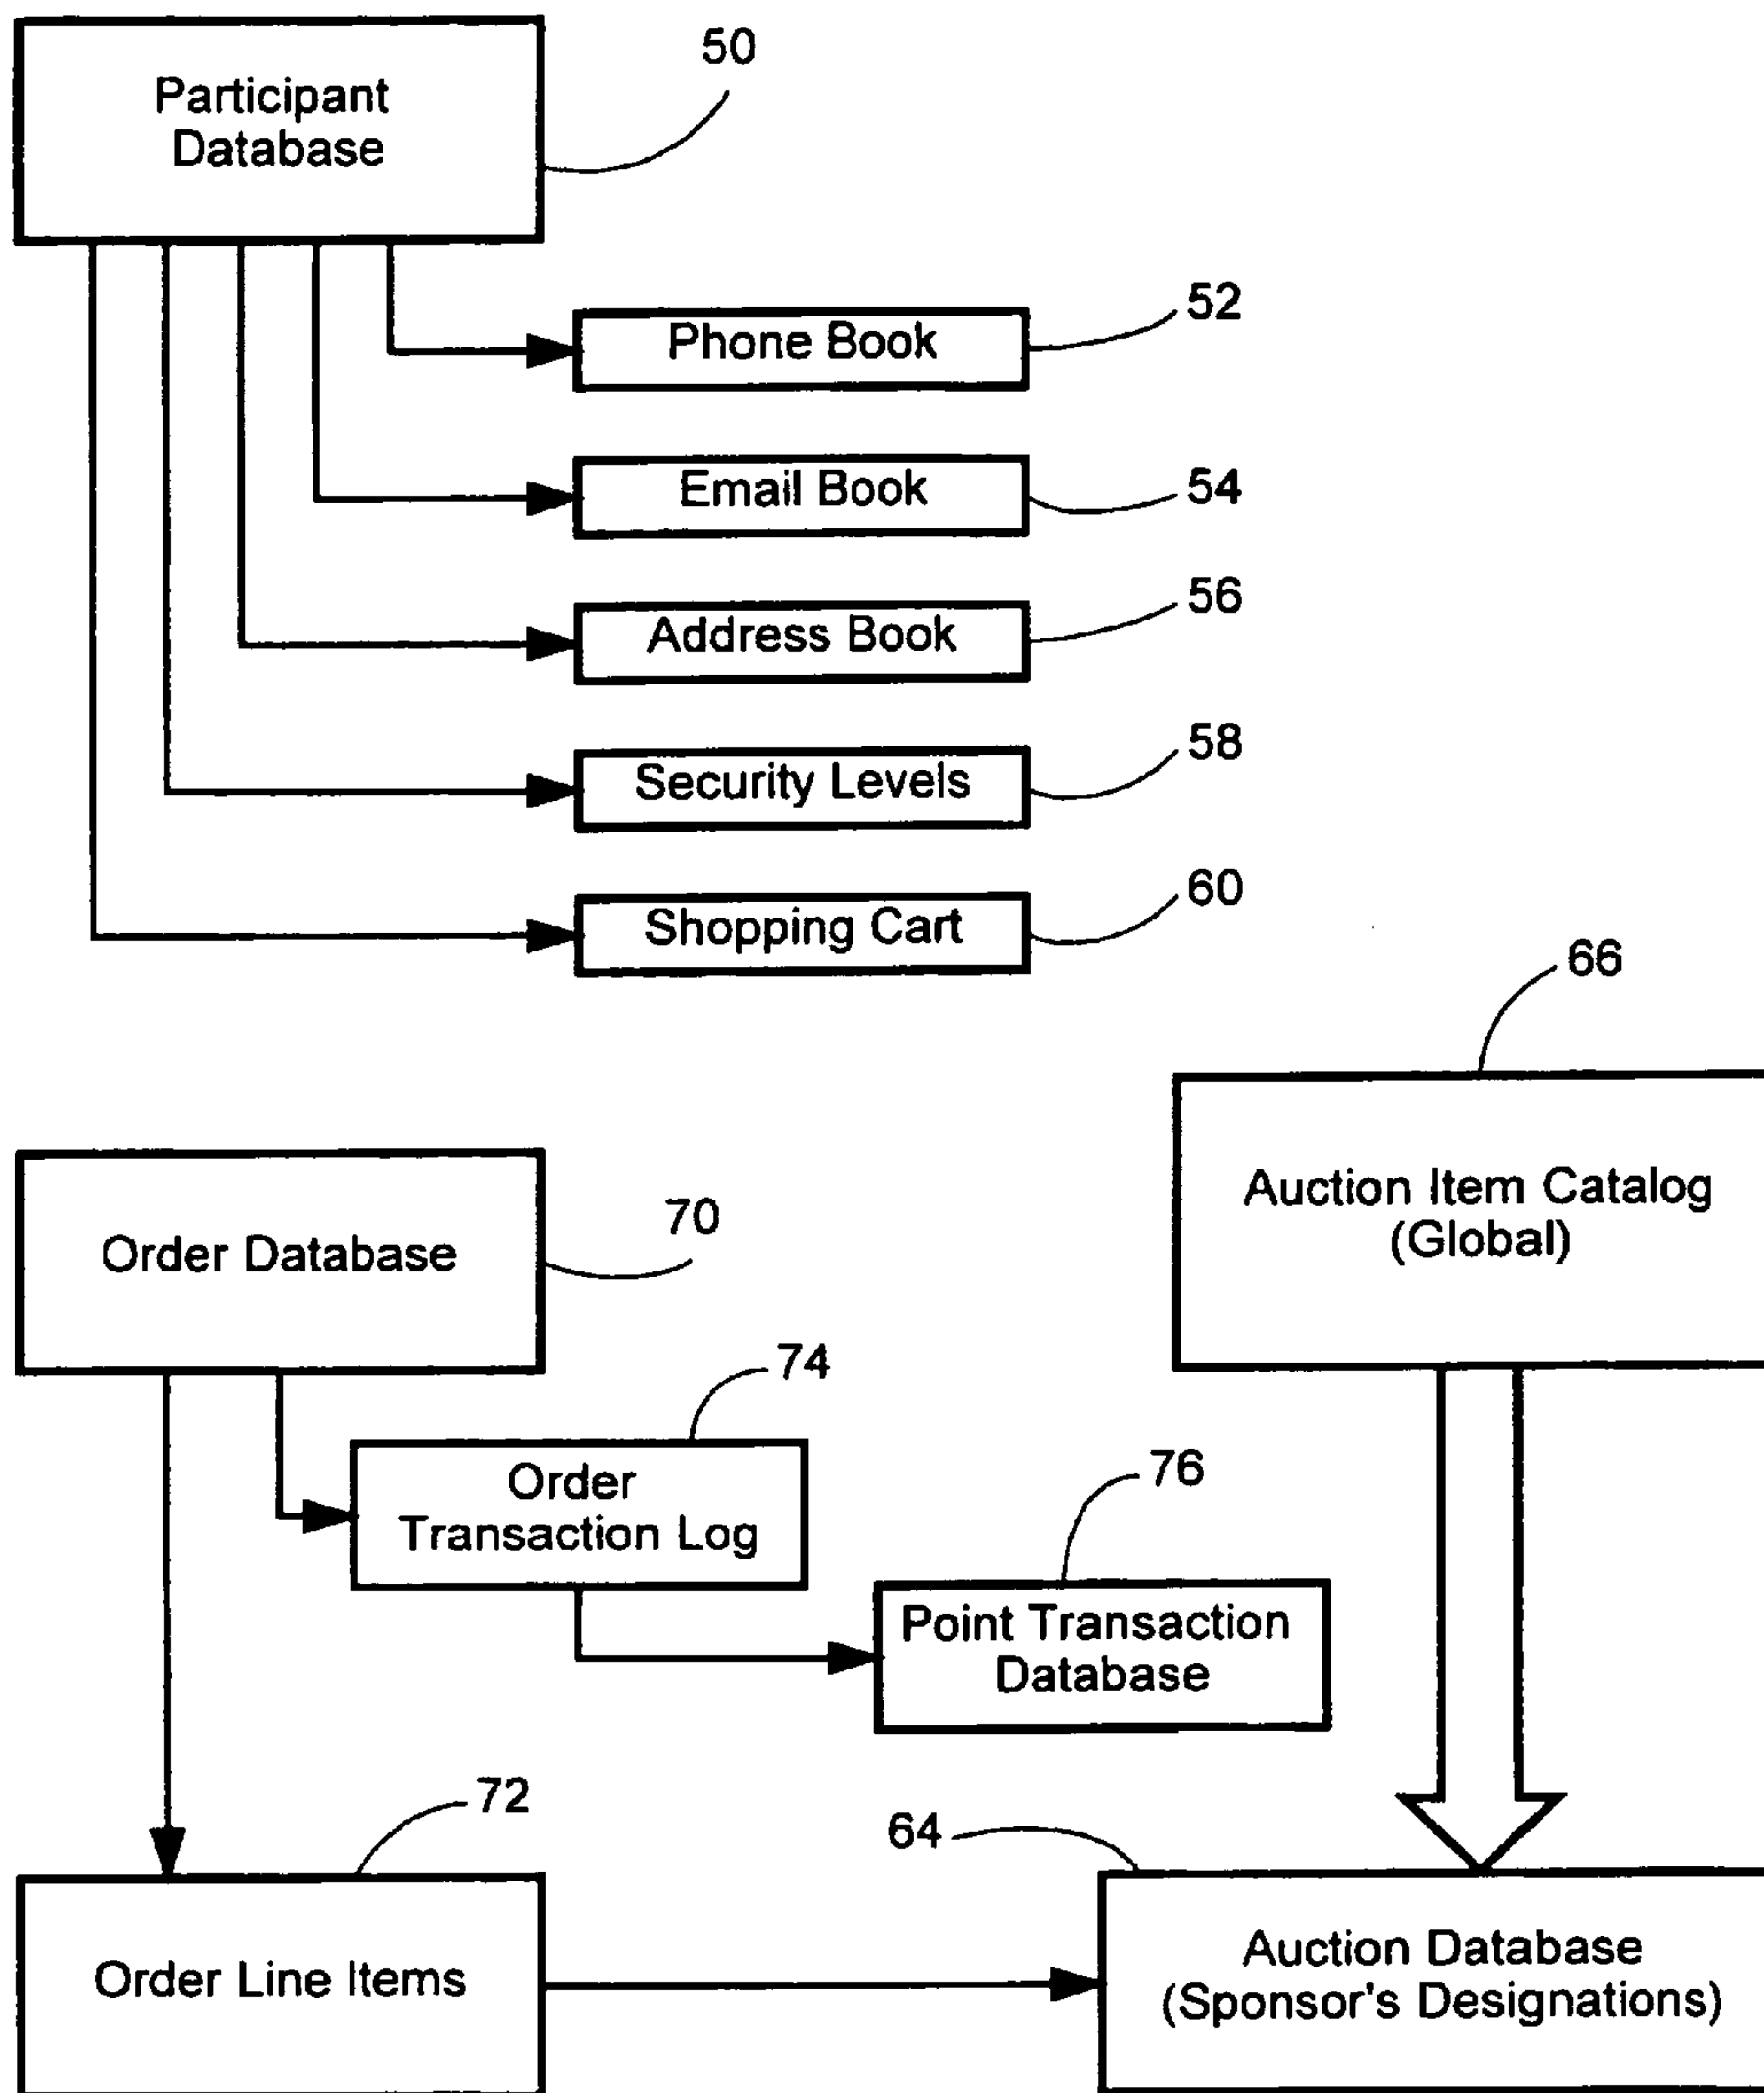 50
Participant
Database
52
Phone Book
54
Email Book
56
Address Book
58
Security Levels
60
Shopping Cart
66
Auction Item Catalog
(Global)
70
Order Database
74
Order
Transaction Log
76
Point Transaction
Database
72
64
Order Line Items
Auction Database
(Sponsor's Designations)